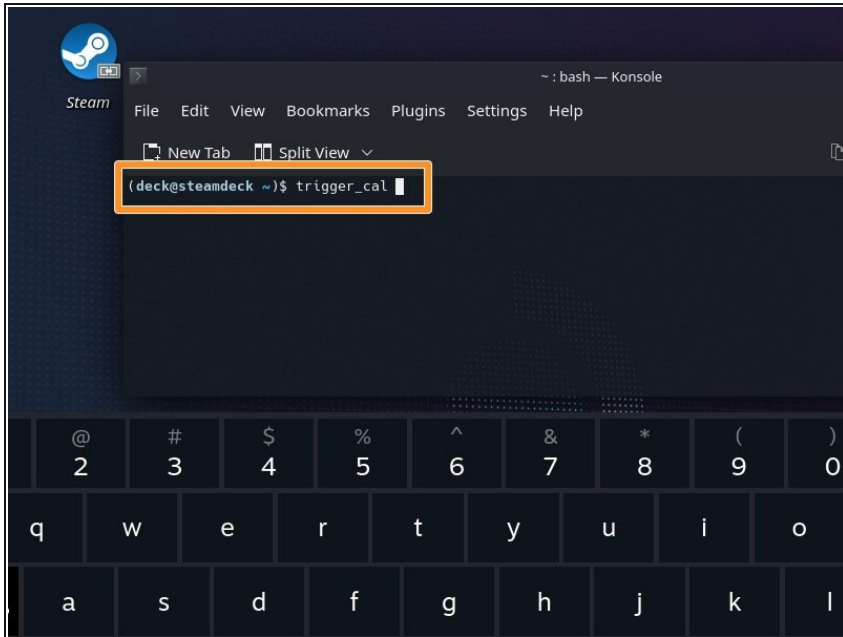 Steam
~ : bash — Konsole
File Edit View Bookmarks Plugins Settings Help
New Tab Split View
(deck@steamdeck ~)$ trigger_cal
@ # $ % ^ & * ( )
2 3 4 5 6 7 8 9 0
q w e r t y u i o
a s d f g h j k l